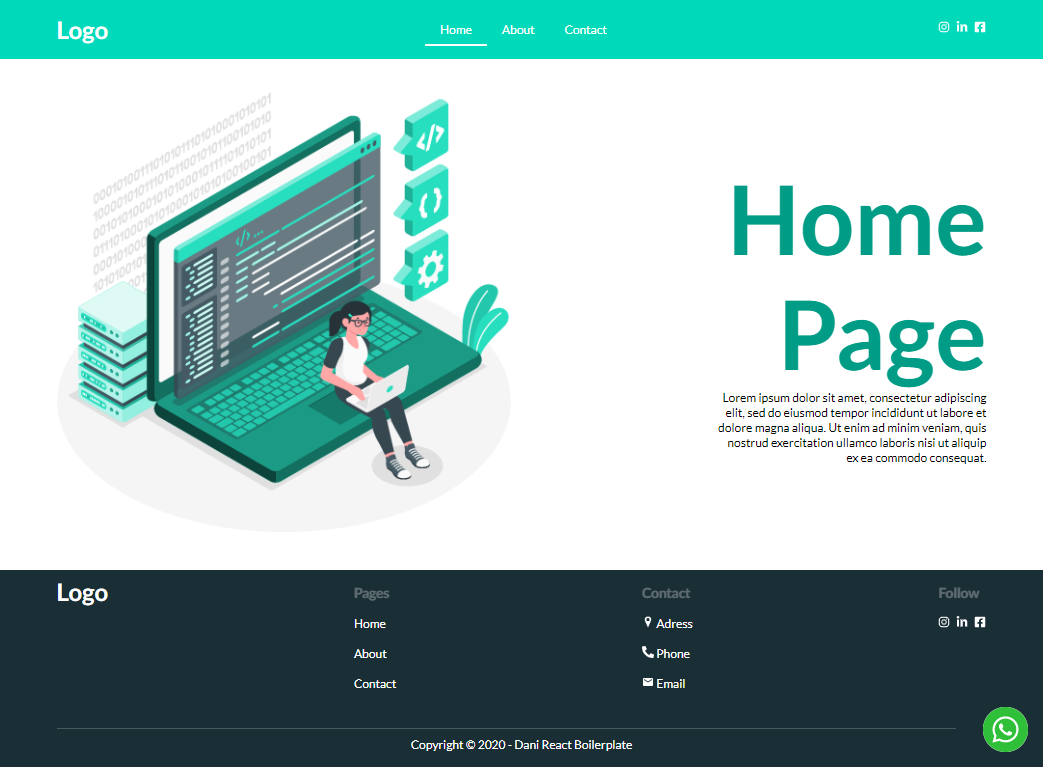 Logo
Home About Contact
000101001110101011101010001010101
100001010111010110010101100101010
00101010001010100010111101010101
</>
{ }
</> ...
Home
Page
Lorem ipsum dolor sit amet, consectetur adipiscing
elit, sed do eiusmod tempor incididunt ut labore et
dolore magna aliqua. Ut enim ad minim veniam, quis
nostrud exercitation ullamco laboris nisi ut aliquip
ex ea commodo consequat.
Logo
Pages
Home
About
Contact
Contact
Adress
Phone
Email
Follow
Copyright © 2020 - Dani React Boilerplate